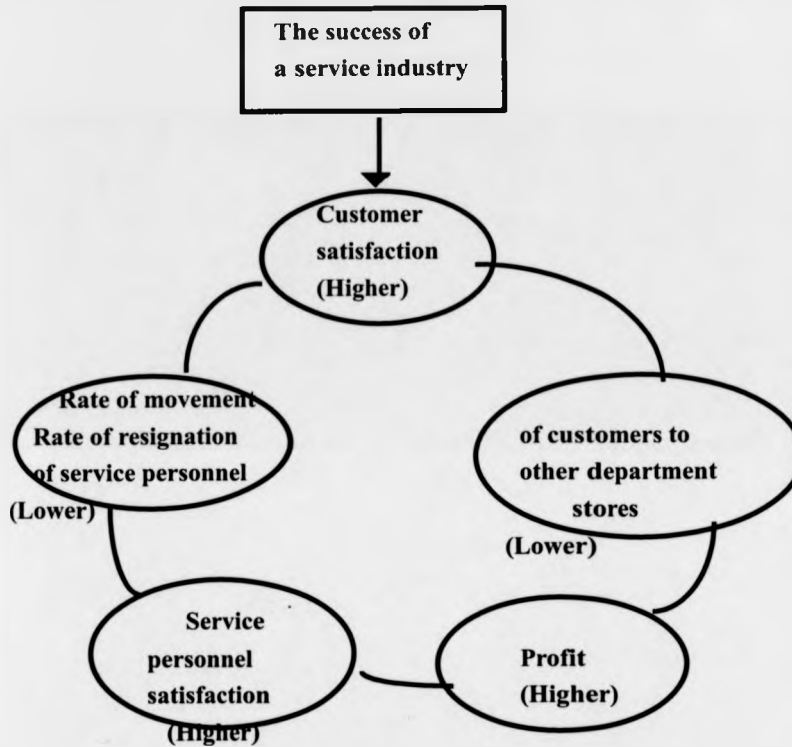 The success of
a service industry
Customer
satisfaction
(Higher)
Rate of movement
Rate of resignation
of service personnel
(Lower)
of customers to
other department
stores
(Lower)
Service
personnel
satisfaction
(Higher)
Profit
(Higher)